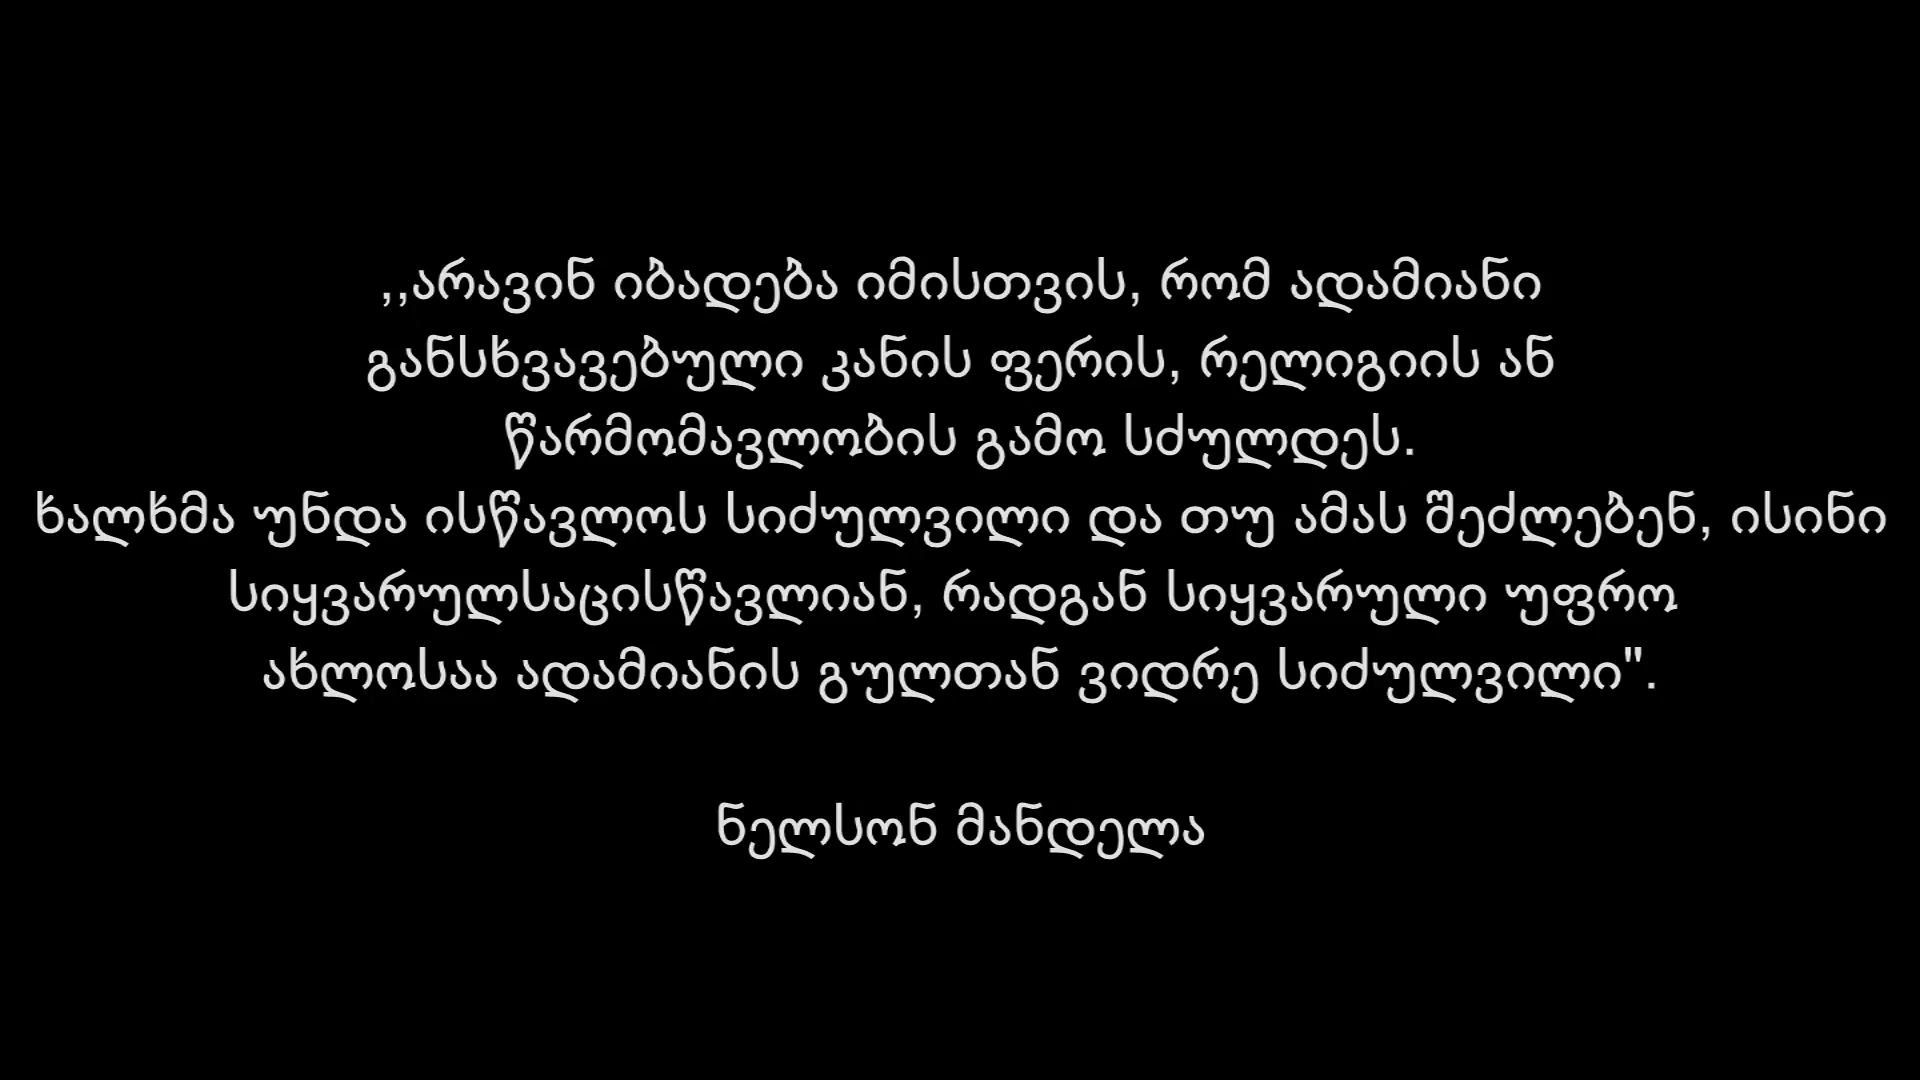 ,,არავინ იბადება იმისთვის, რომ ადამიანი
განსხვავებული კანის ფერის, რელიგიის ან
წარმომავლობის გამო სძულდეს.
ხალხმა უნდა ისწავლოს სიძულვილი და თუ ამას შეძლებენ, ისინი
სიყვარულსაცისწავლიან, რადგან სიყვარული უფრო
ახლოსაა ადამიანის გულთან ვიდრე სიძულვილი".
ნელსონ მანდელა